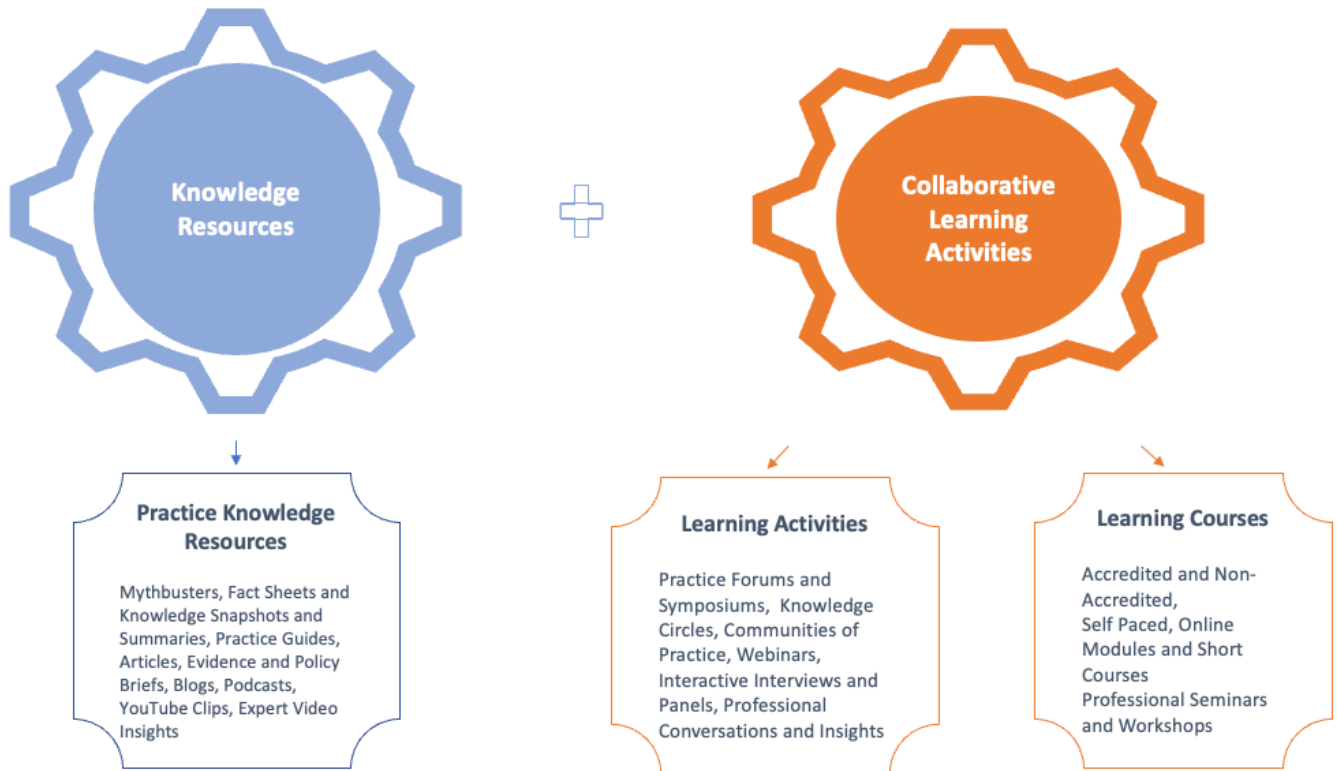 Knowledge
Resources
Collaborative
Learning
Activities
Practice Knowledge
Resources
Mythbusters, Fact Sheets and
Knowledge Snapshots and
Summaries, Practice Guides,
Articles, Evidence and Policy
Briefs, Blogs, Podcasts,
YouTube Clips, Expert Video
Insights
Learning Activities
Practice Forums and
Symposiums, Knowledge
Circles, Communities of
Practice, Webinars,
Interactive Interviews and
Panels, Professional
Conversations and Insights
Learning Courses
Accredited and Non-
Accredited,
Self Paced, Online
Modules and Short
Courses
Professional Seminars
and Workshops